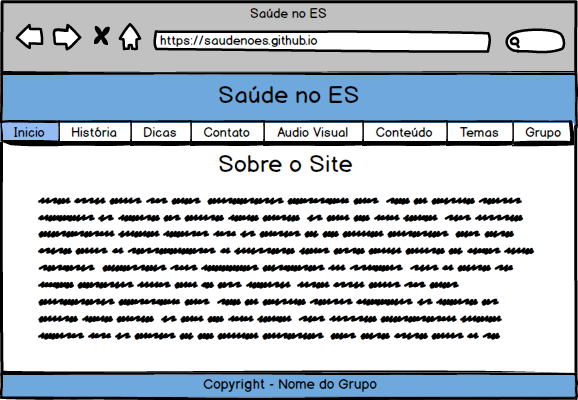 Saúde no ES
https://saudenoes.github.io
Saúde no ES
Inicio História Dicas Contato Audio Visual Conteúdo Temas Grupo
Sobre o Site
Copyright - Nome do Grupo